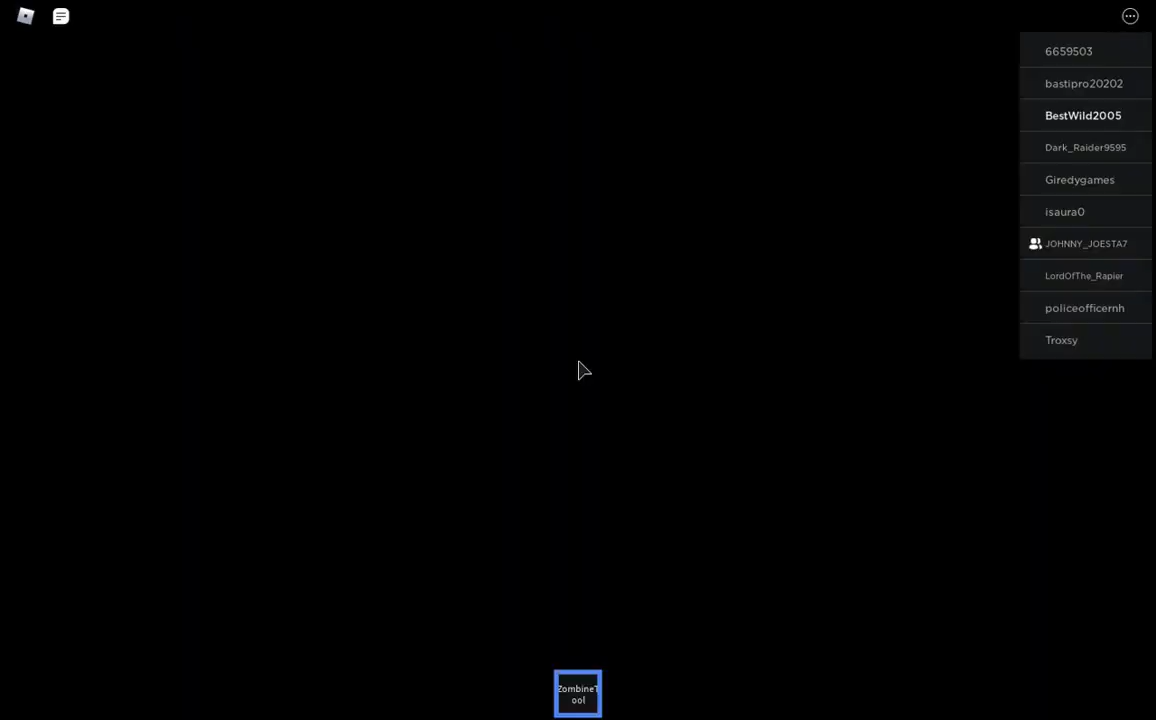 6659503
bastipro20202
BestWild2005
Dark_Raider9595
Giredygames
isaura0
JOHNNY_JOESTA7
LordOfThe_Rapier
policeofficernh
Troxsy
ZombineT
ool